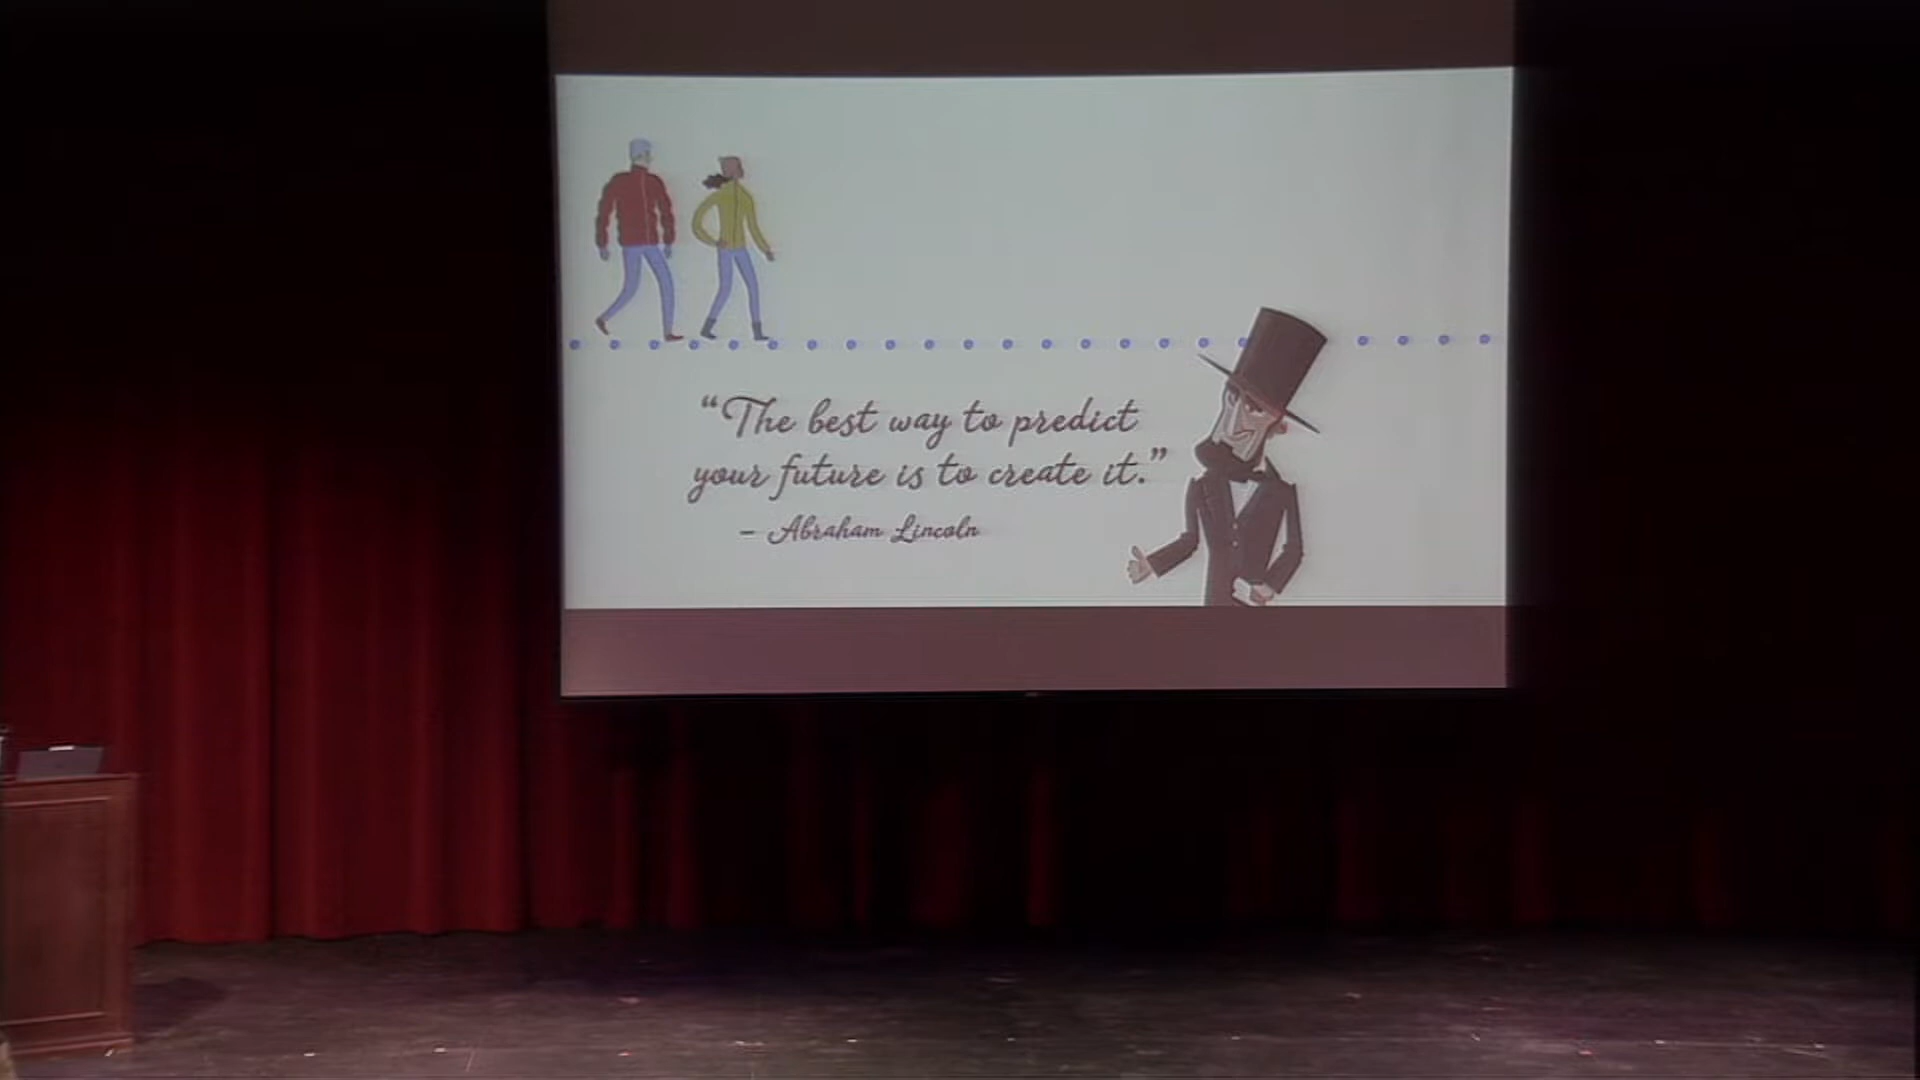 “The best way to predict
your future is to create it.”
– Abraham Lincoln